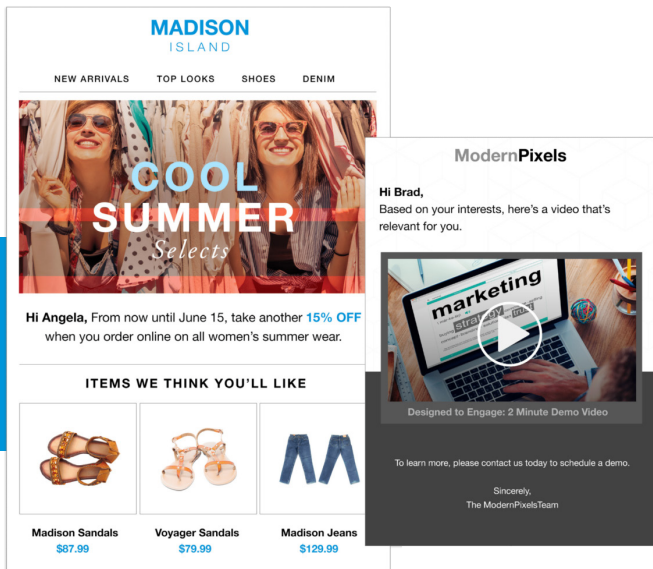 MADISON
ISLAND
NEW ARRIVALS TOP LOOKS SHOES DENIM
COOL
SUMMER
Selects
Hi Angela, From now until June 15, take another 15% OFF
when you order online on all women's summer wear.
ITEMS WE THINK YOU'LL LIKE
Madison Sandals Voyager Sandals Madison Jeans
$87.99 $79.99 $129.99
ModernPixels
Hi Brad,
Based on your interests, here's a video that's
relevant for you.
marketing
strategy
trust
Designed to Engage: 2 Minute Demo Video
To learn more, please contact us today to schedule a demo.
Sincerely,
The ModernPixelsTeam